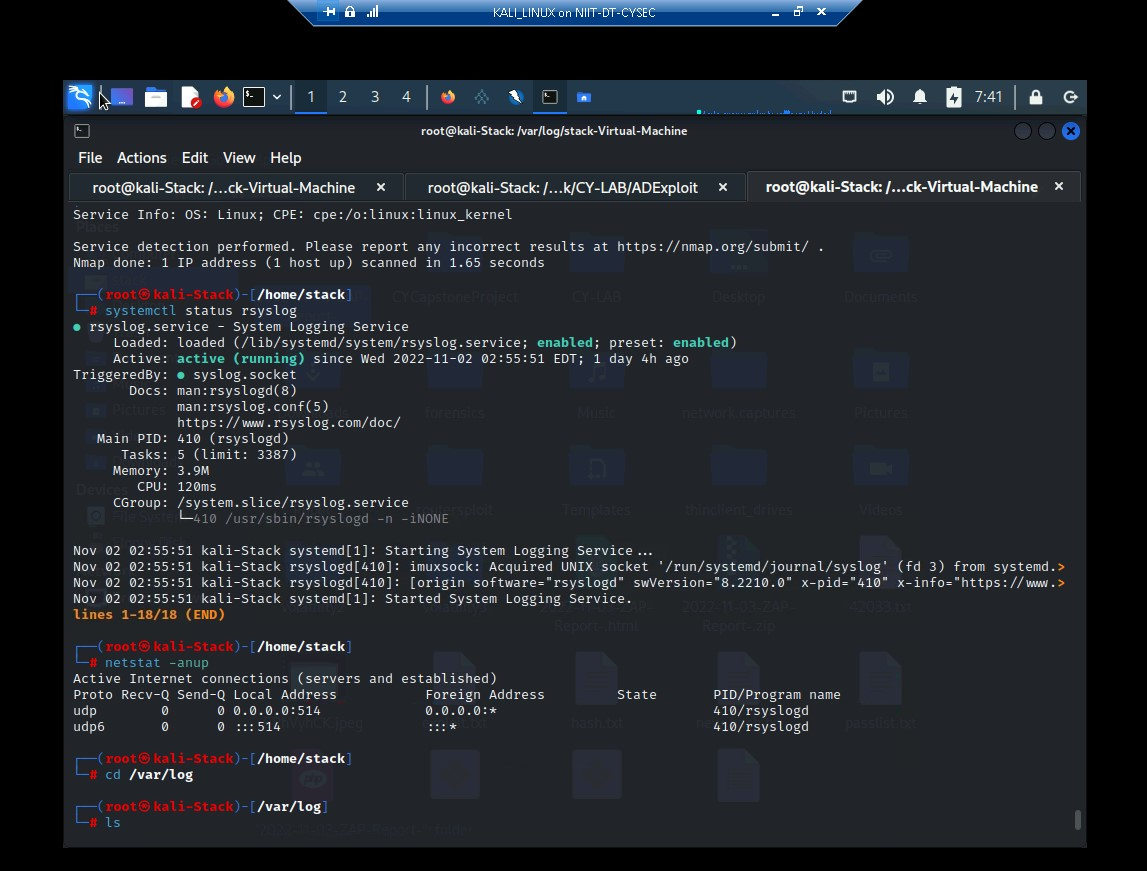 KALI_LINUX on NIIT-DT-CYSEC
1 2 3 4 7:41
root@kali-Stack: /var/log/stack-Virtual-Machine
File Actions Edit View Help
root@kali-Stack: /...ck-Virtual-Machine root@kali-Stack: /...k/CY-LAB/ADExploit root@kali-Stack: /...ck-Virtual-Machine
Service Info: OS: Linux; CPE: cpe:/o:linux:linux_kernel
Service detection performed. Please report any incorrect results at https://nmap.org/submit/ .
Nmap done: 1 IP address (1 host up) scanned in 1.65 seconds
┌──(root㉿kali-Stack)-[/home/stack]
└─# systemctl status rsyslog
● rsyslog.service - System Logging Service
Loaded: loaded (/lib/systemd/system/rsyslog.service; enabled; preset: enabled)
Active: active (running) since Wed 2022-11-02 02:55:51 EDT; 1 day 4h ago
TriggeredBy: ● syslog.socket
Docs: man:rsyslogd(8)
man:rsyslog.conf(5)
https://www.rsyslog.com/doc/
Main PID: 410 (rsyslogd)
Tasks: 5 (limit: 3387)
Memory: 3.9M
CPU: 120ms
CGroup: /system.slice/rsyslog.service
└─410 /usr/sbin/rsyslogd -n -iNONE
Nov 02 02:55:51 kali-Stack systemd[1]: Starting System Logging Service...
Nov 02 02:55:51 kali-Stack rsyslogd[410]: imuxsock: Acquired UNIX socket '/run/systemd/journal/syslog' (fd 3) from systemd.>
Nov 02 02:55:51 kali-Stack rsyslogd[410]: [origin software="rsyslogd" swVersion="8.2210.0" x-pid="410" x-info="https://www.>
Nov 02 02:55:51 kali-Stack systemd[1]: Started System Logging Service.
lines 1-18/18 (END)
┌──(root㉿kali-Stack)-[/home/stack]
└─# netstat -anup
Active Internet connections (servers and established)
Proto Recv-Q Send-Q Local Address Foreign Address State PID/Program name
udp 0 0 0.0.0.0:514 0.0.0.0:* 410/rsyslogd
udp6 0 0 :::514 :::* 410/rsyslogd
┌──(root㉿kali-Stack)-[/home/stack]
└─# cd /var/log
┌──(root㉿kali-Stack)-[/var/log]
└─# ls